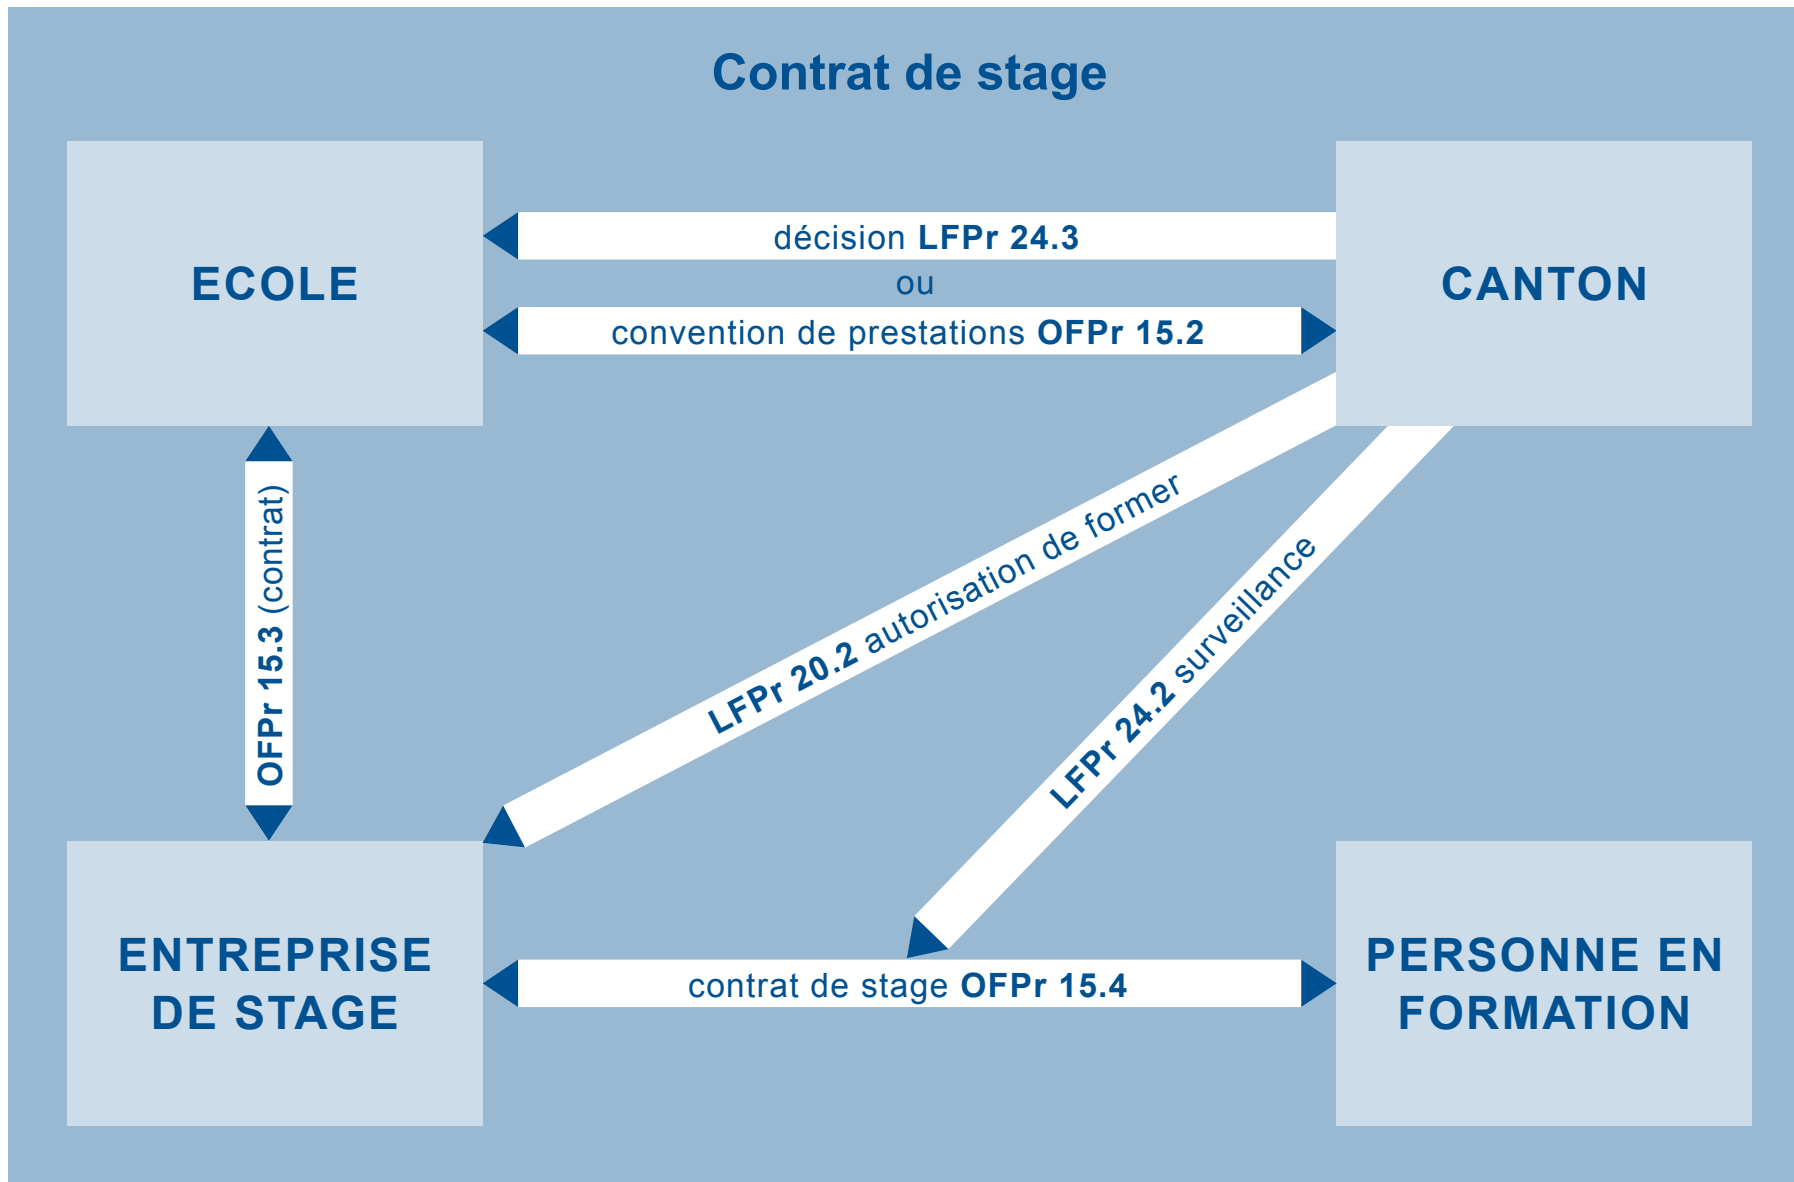 Contrat de stage
ECOLE
décision LFPr 24.3
ou
convention de prestations OFPr 15.2
CANTON
OFPr 15.3 (contrat)
LFPr 20.2 autorisation de former
LFPr 24.2 surveillance
ENTREPRISE
DE STAGE
contrat de stage OFPr 15.4
PERSONNE EN
FORMATION